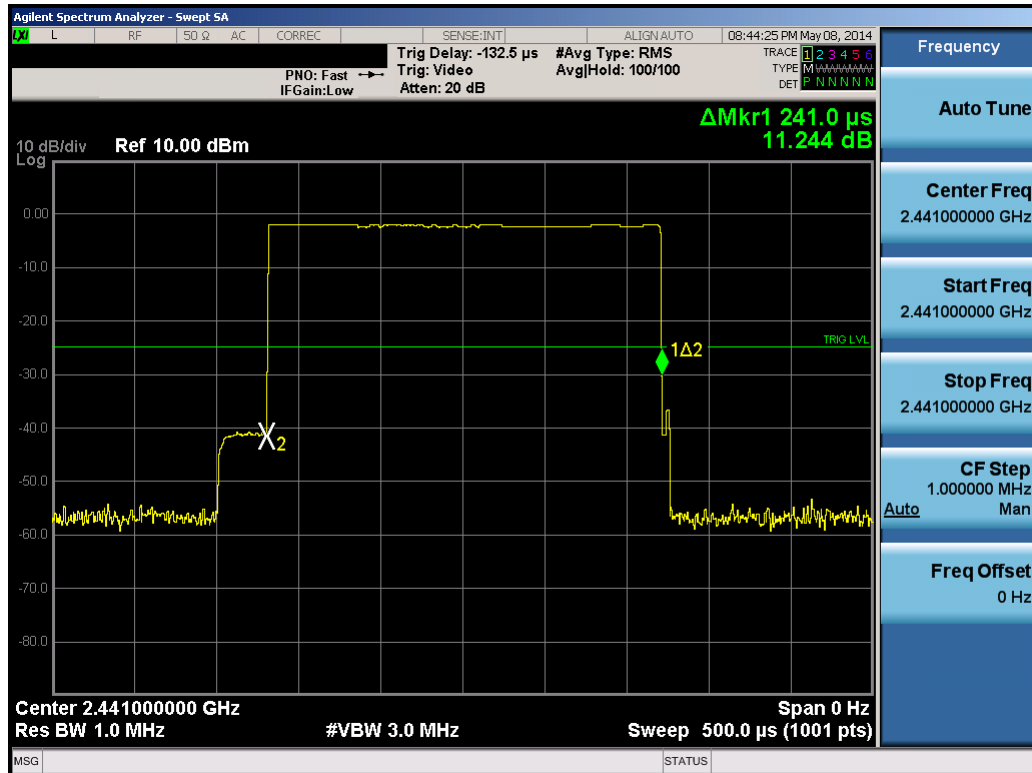 Agilent Spectrum Analyzer - Swept SA
LXI L RF 50 Ω AC CORREC SENSE:INT ALIGN AUTO 08:44:25 PM May 08, 2014
Frequency
Trig Delay: -132.5 µs #Avg Type: RMS TRACE 1 2 3 4 5 6
PNO: Fast Trig: Video Avg|Hold: 100/100 TYPE M
IFGain:Low Atten: 20 dB DET P N N N N N
Auto Tune
ΔMkr1 241.0 µs
11.244 dB
10 dB/div Ref 10.00 dBm
Log
0.00
-10.0
-20.0
-30.0
-40.0
-50.0
-60.0
-70.0
-80.0
TRIG LVL
1Δ2
2
Center Freq
2.441000000 GHz
Start Freq
2.441000000 GHz
Stop Freq
2.441000000 GHz
CF Step
1.000000 MHz
Auto Man
Freq Offset
0 Hz
Center 2.441000000 GHz Span 0 Hz
Res BW 1.0 MHz #VBW 3.0 MHz Sweep 500.0 µs (1001 pts)
MSG STATUS